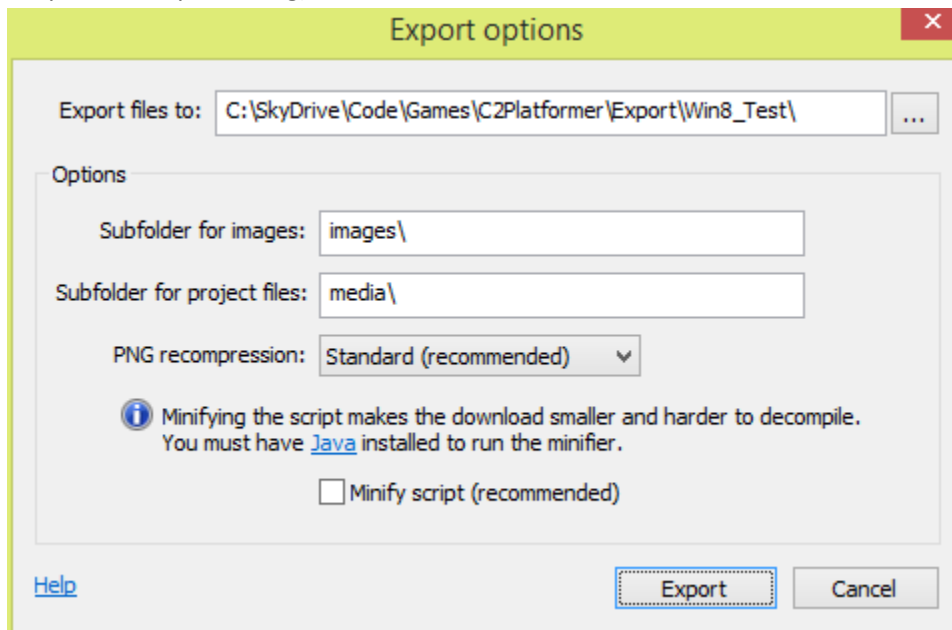 Export options
Export files to: C:\SkyDrive\Code\Games\C2Platformer\Export\Win8_Test\ ...
Options
Subfolder for images: images\
Subfolder for project files: media\
PNG recompression: Standard (recommended)
Minifying the script makes the download smaller and harder to decompile.
You must have Java installed to run the minifier.
Minify script (recommended)
Help Export Cancel